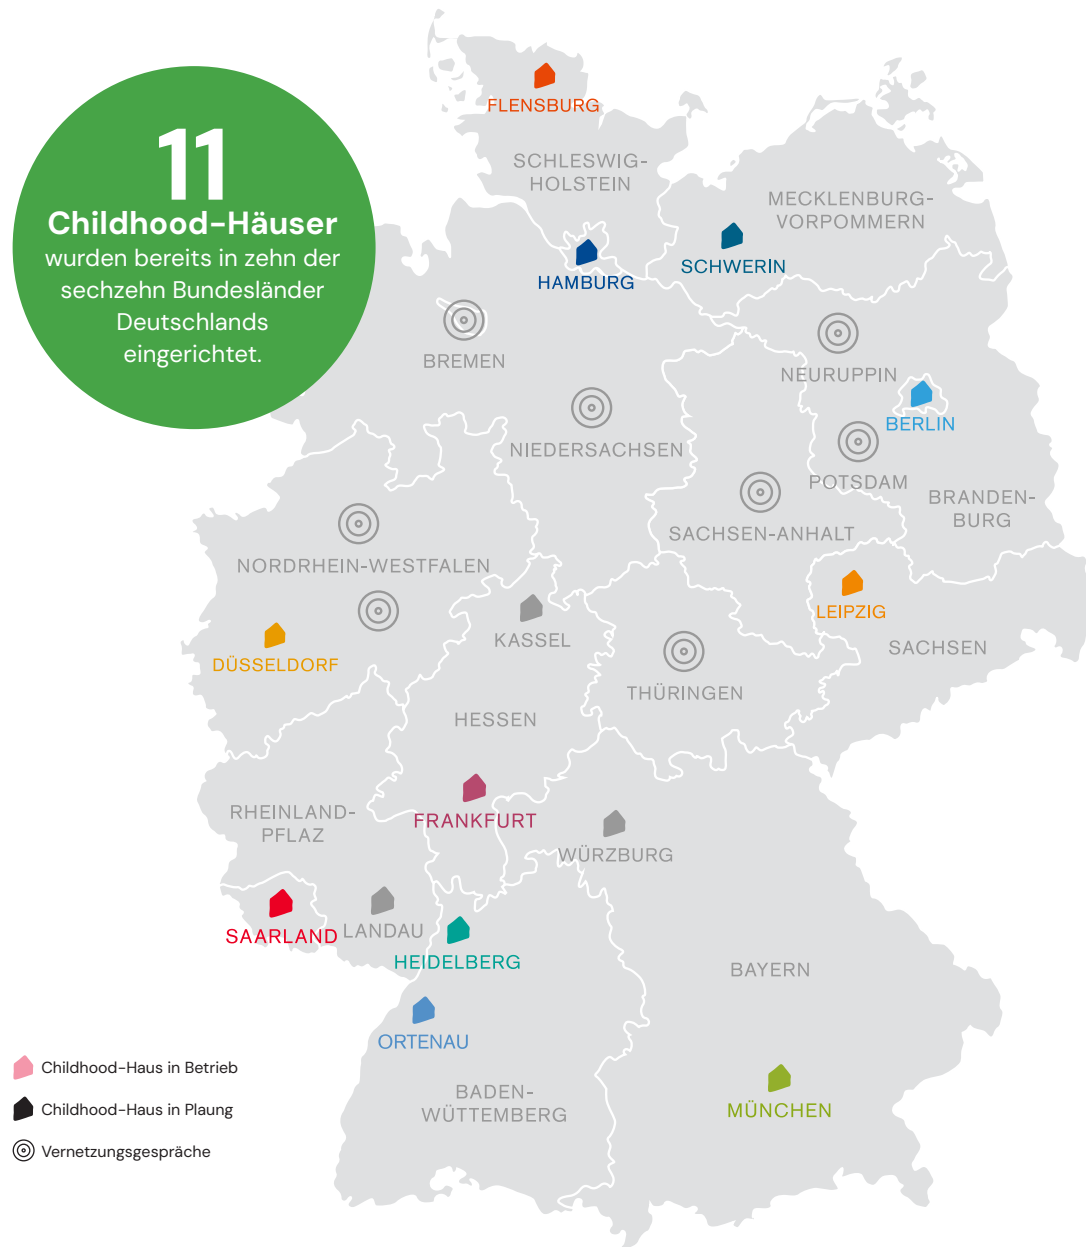 11
Childhood-Häuser
wurden bereits in zehn der
sechzehn Bundesländer
Deutschlands
eingerichtet.
FLENSBURG
SCHLESWIG-
HOLSTEIN
MECKLENBURG-
VORPOMMERN
SCHWERIN
HAMBURG
BREMEN
NEURUPPIN
BERLIN
NIEDERSACHSEN
POTSDAM
BRANDEN-
BURG
SACHSEN-ANHALT
NORDRHEIN-WESTFALEN
LEIPZIG
KASSEL
SACHSEN
DÜSSELDORF
THÜRINGEN
HESSEN
RHEINLAND-
PFLAZ
FRANKFURT
WÜRZBURG
SAARLAND
LANDAU
HEIDELBERG
BAYERN
ORTENAU
BADEN-
WÜTTEMBERG
MÜNCHEN
Childhood-Haus in Betrieb
Childhood-Haus in Plaung
Vernetzungsgespräche